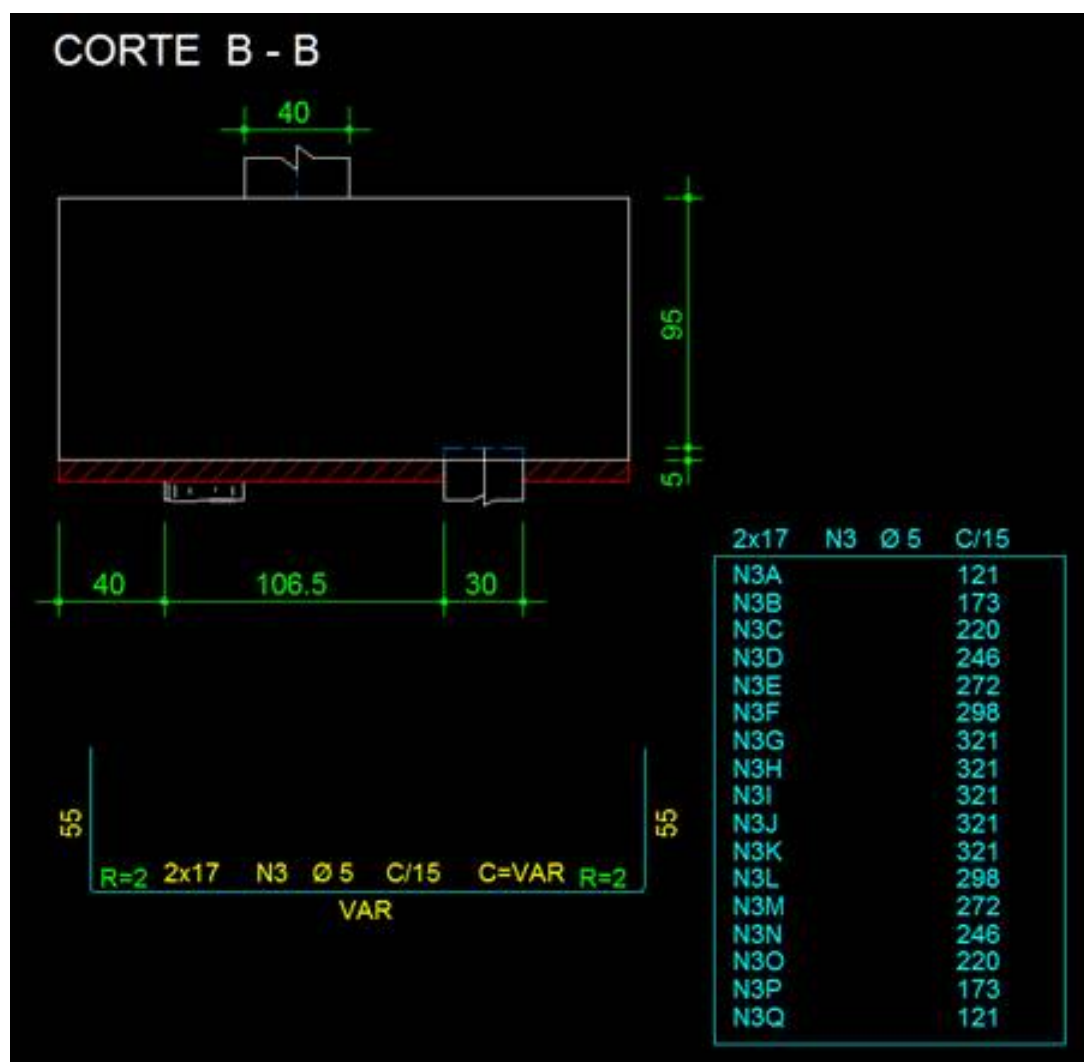 CORTE B - B
40
95
5
40 106.5 30
55
55
R=2 2x17 N3 Ø 5 C/15 C=VAR R=2
VAR
2x17 N3 Ø 5 C/15
N3A 121
N3B 173
N3C 220
N3D 246
N3E 272
N3F 298
N3G 321
N3H 321
N3I 321
N3J 321
N3K 321
N3L 298
N3M 272
N3N 246
N3O 220
N3P 173
N3Q 121